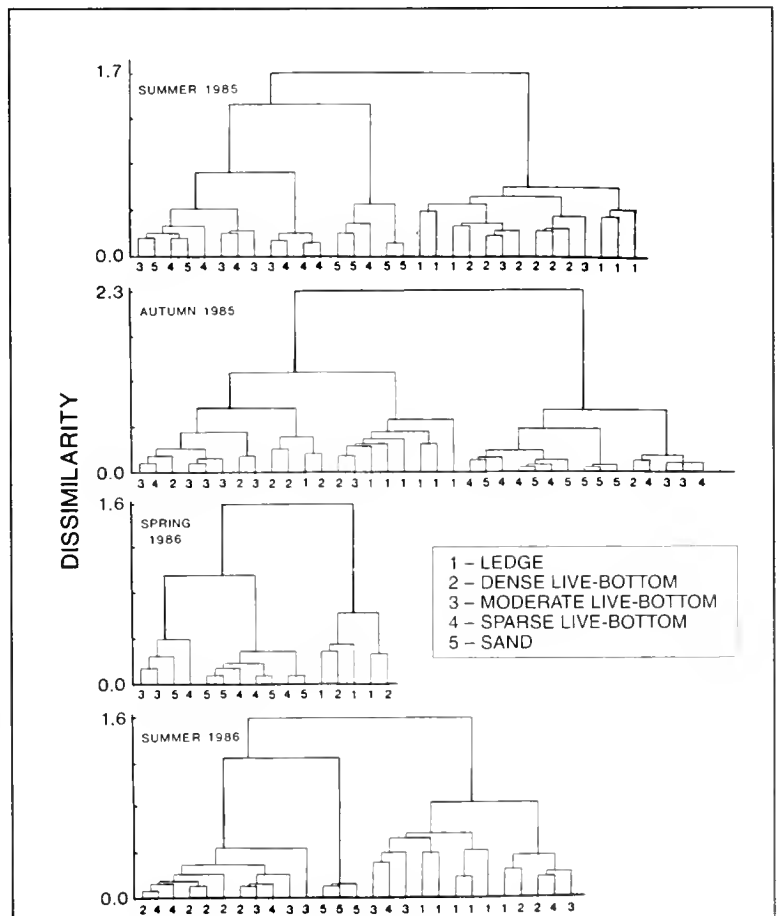 1.7
SUMMER 1985
0.0
3 5 4 5 4 3 4 3 3 4 4 4 5 5 4 5 5 1 1 1 2 2 3 2 2 2 3 1 1 1
2.3
AUTUMN 1985
0.0
3 4 2 3 3 3 2 3 2 2 1 2 2 3 1 1 1 1 1 1 4 5 4 4 5 4 5 5 5 5 2 4 3 3 4
DISSIMILARITY
1.6
SPRING
1986
0.0
3 3 5 4 5 5 4 4 5 4 5 1 2 1 1 2
1 – LEDGE
2 – DENSE LIVE-BOTTOM
3 – MODERATE LIVE-BOTTOM
4 – SPARSE LIVE-BOTTOM
5 – SAND
1.6
SUMMER 1986
0.0
2 4 4 2 2 2 2 3 4 3 3 5 5 5 3 4 3 1 1 1 1 1 1 2 2 4 3